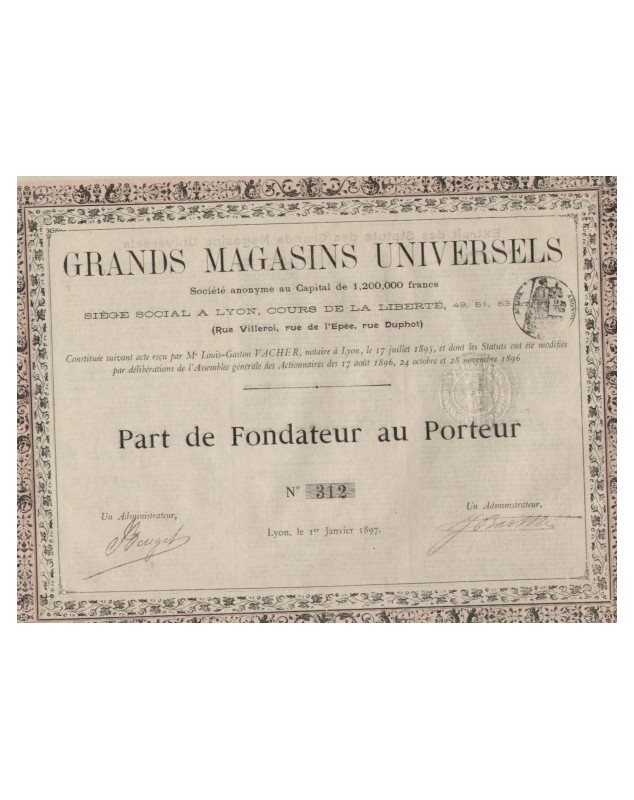 GRANDS MAGASINS UNIVERSELS
Société anonyme au Capital de 1,200,000 francs
SIÈGE SOCIAL A LYON, COURS DE LA LIBERTÉ, 49, 51, 53
(Rue Villeroi, rue de l'Epée, rue Duphot)
Constituée suivant acte reçu par Me Louis-Gaston VACHER, notaire à Lyon, le 17 juillet 1895, et dont les Statuts ont été modifiés
par délibérations de l'Assemblée générale des Actionnaires des 17 août 1896, 24 octobre et 28 novembre 1896
Part de Fondateur au Porteur
N° 312
Un Administrateur,
Un Administrateur,
Lyon, le 1er Janvier 1897.